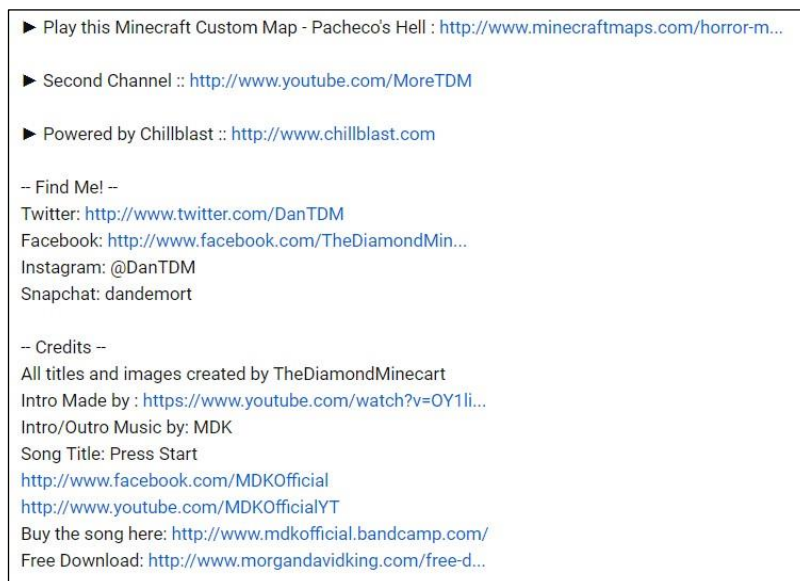 ► Play this Minecraft Custom Map - Pacheco's Hell : http://www.minecraftmaps.com/horror-m...
► Second Channel :: http://www.youtube.com/MoreTDM
► Powered by Chillblast :: http://www.chillblast.com
-- Find Me! --
Twitter: http://www.twitter.com/DanTDM
Facebook: http://www.facebook.com/TheDiamondMin...
Instagram: @DanTDM
Snapchat: dandemort
-- Credits --
All titles and images created by TheDiamondMinecart
Intro Made by : https://www.youtube.com/watch?v=OY1li...
Intro/Outro Music by: MDK
Song Title: Press Start
http://www.facebook.com/MDKOfficial
http://www.youtube.com/MDKOfficialYT
Buy the song here: http://www.mdkofficial.bandcamp.com/
Free Download: http://www.morgandavidking.com/free-d...